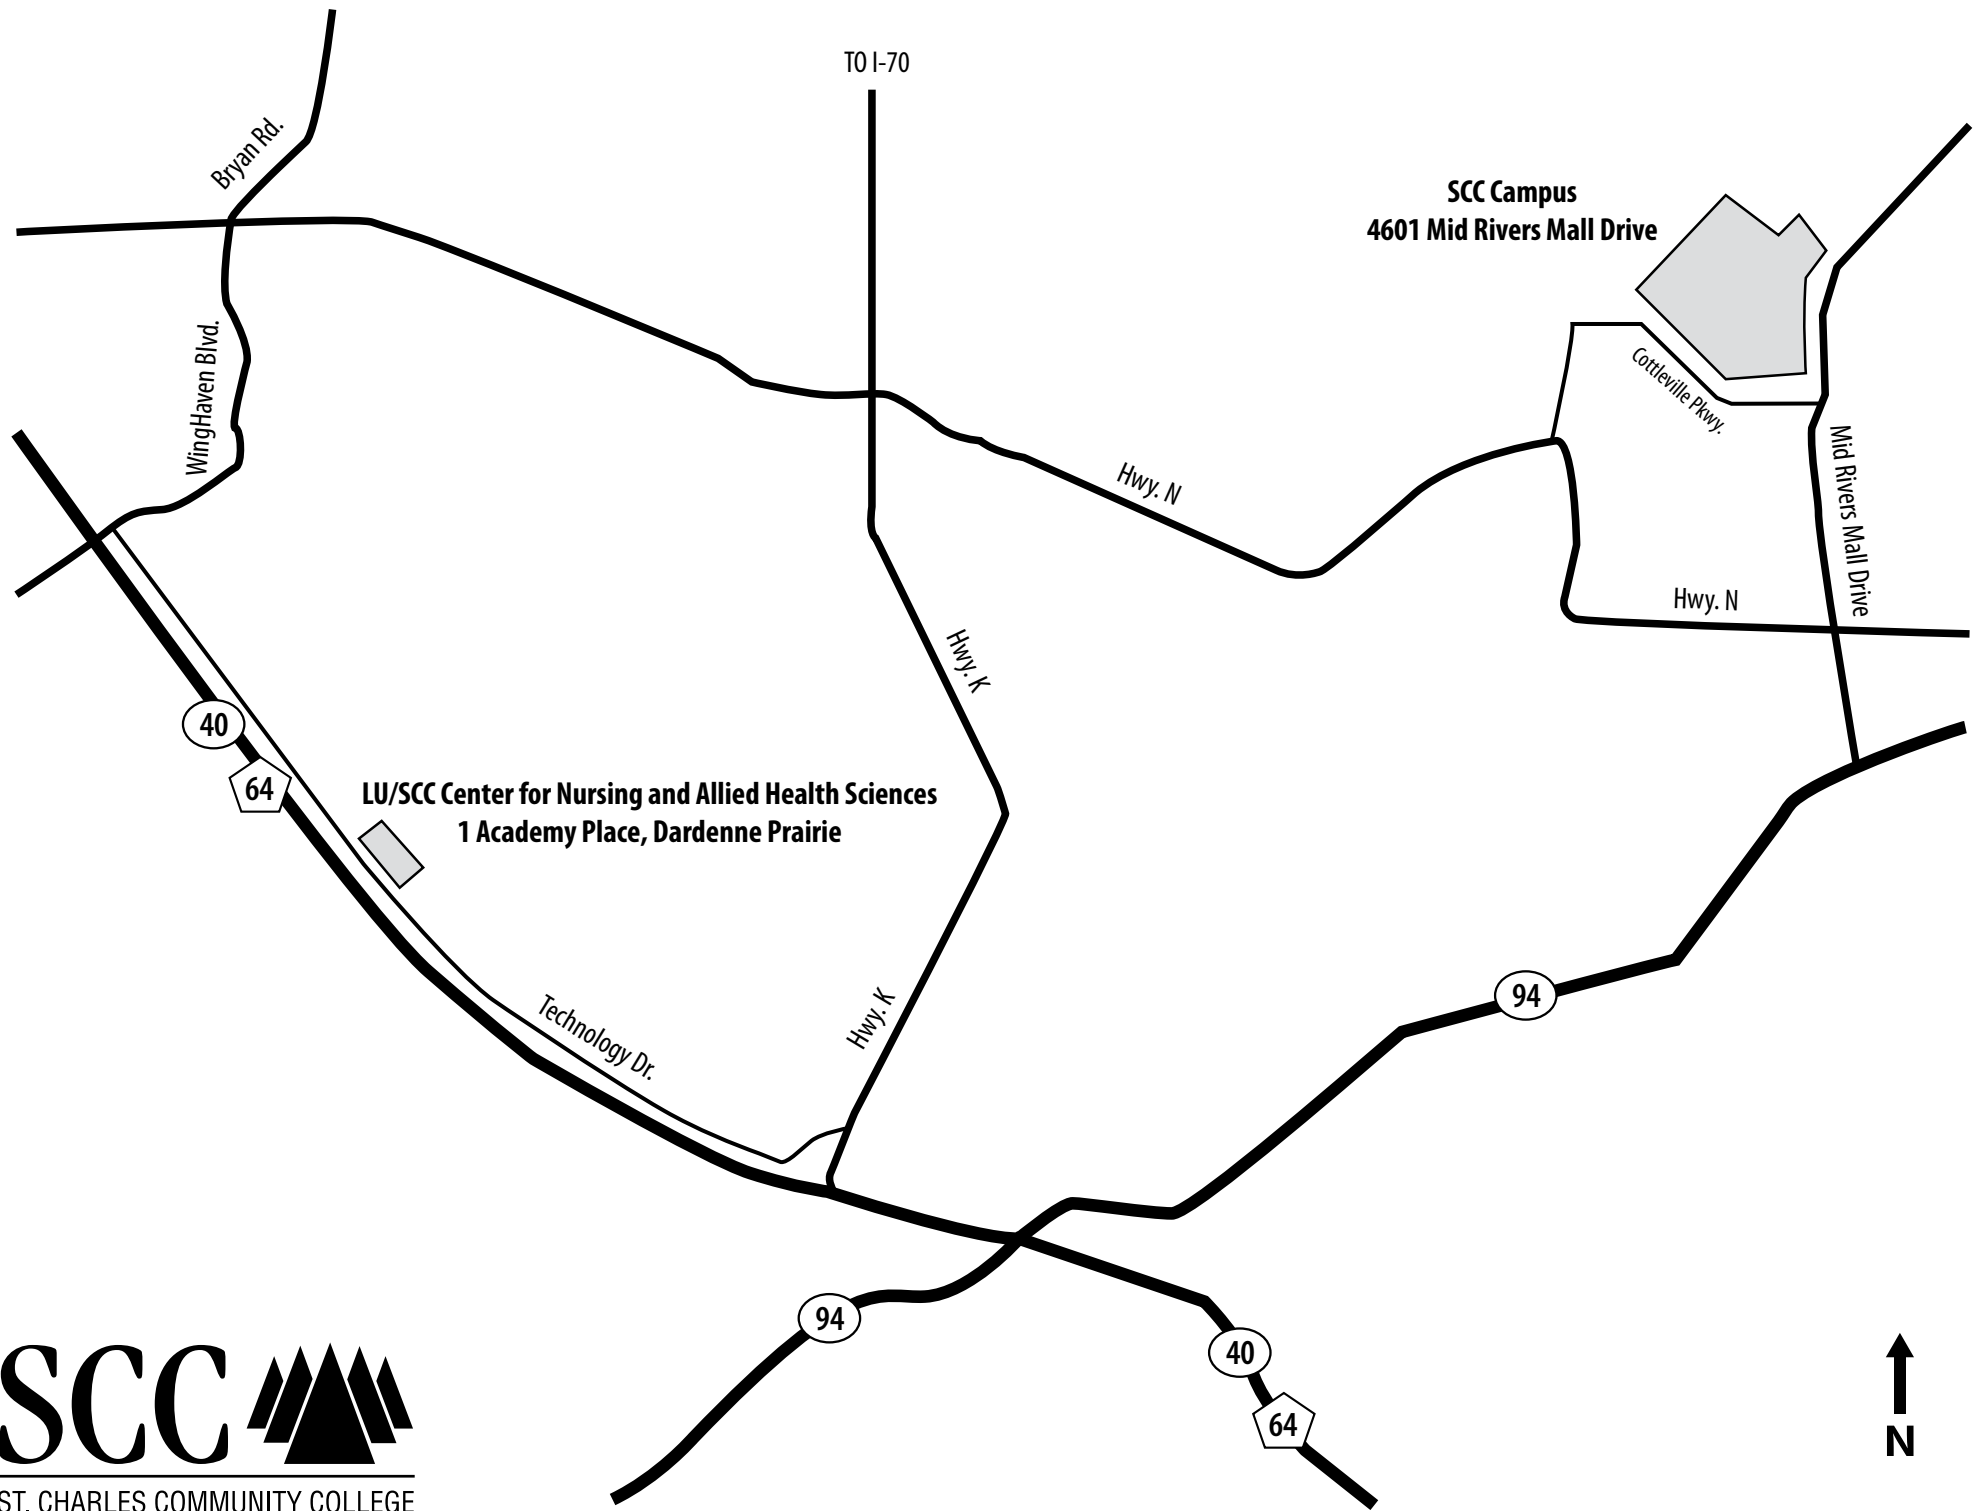 TO I-70
Bryan Rd.
SCC Campus
4601 Mid Rivers Mall Drive
WingHaven Blvd.
Cottleville Pkwy.
Mid Rivers Mall Drive
Hwy. N
Hwy. N
Hwy. K
40
64
LU/SCC Center for Nursing and Allied Health Sciences
1 Academy Place, Dardenne Prairie
94
Hwy. K
Technology Dr.
94
40
64
SCC
ST. CHARLES COMMUNITY COLLEGE
N